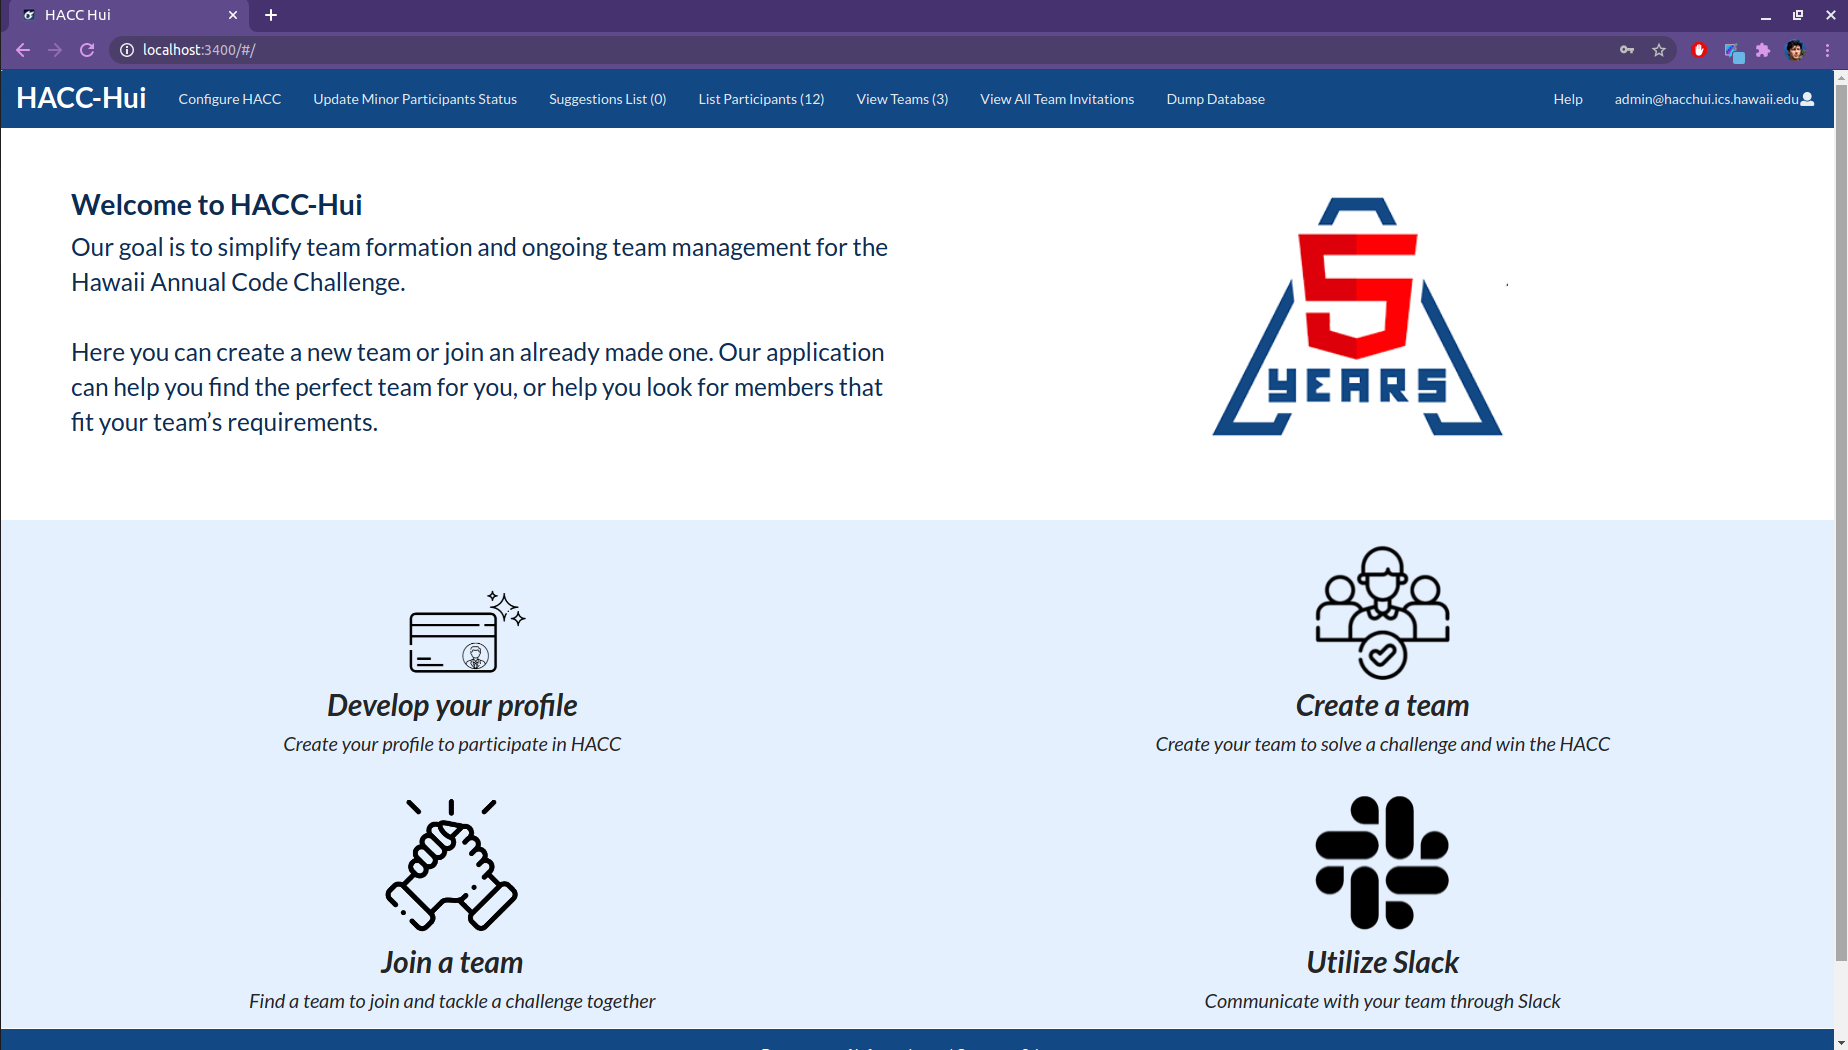 HACC Hui
localhost:3400/#/
HACC-Hui Configure HACC Update Minor Participants Status Suggestions List (0) List Participants (12) View Teams (3) View All Team Invitations Dump Database Help admin@hacchui.ics.hawaii.edu
Welcome to HACC-Hui
Our goal is to simplify team formation and ongoing team management for the
Hawaii Annual Code Challenge.
Here you can create a new team or join an already made one. Our application
can help you find the perfect team for you, or help you look for members that
fit your team’s requirements.
5
YEARS
Develop your profile
Create your profile to participate in HACC
Create a team
Create your team to solve a challenge and win the HACC
Join a team
Find a team to join and tackle a challenge together
Utilize Slack
Communicate with your team through Slack